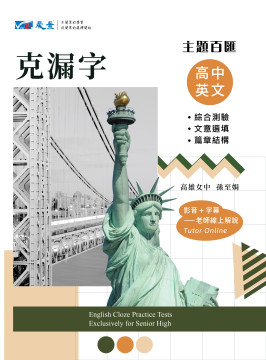 主題百匯
克漏字
高中
英文
• 綜合測驗
• 文意選填
• 篇章結構
高雄女中 孫至娟
影音+字幕
——老師線上解說
Tutor Online
English Cloze Practice Tests
Exclusively for Senior High